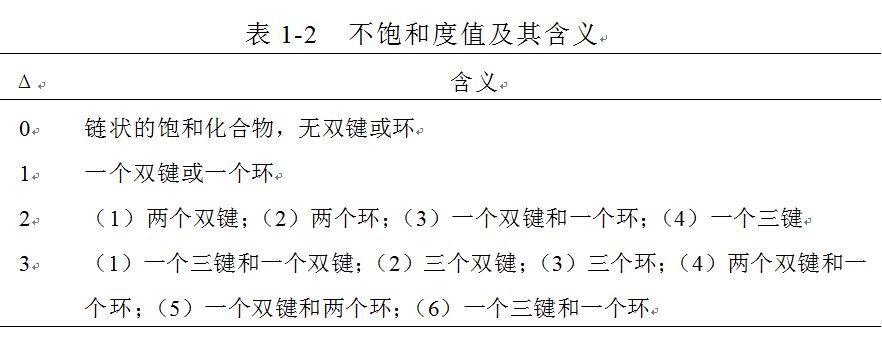 表 1-2 不饱和度值及其含义
Δ 含义
0 链状的饱和化合物，无双键或环
1 一个双键或一个环
2 （1）两个双键；（2）两个环；（3）一个双键和一个环；（4）一个三键
3 （1）一个三键和一个双键；（2）三个双键；（3）三个环；（4）两个双键和一
个环；（5）一个双键和两个环；（6）一个三键和一个环